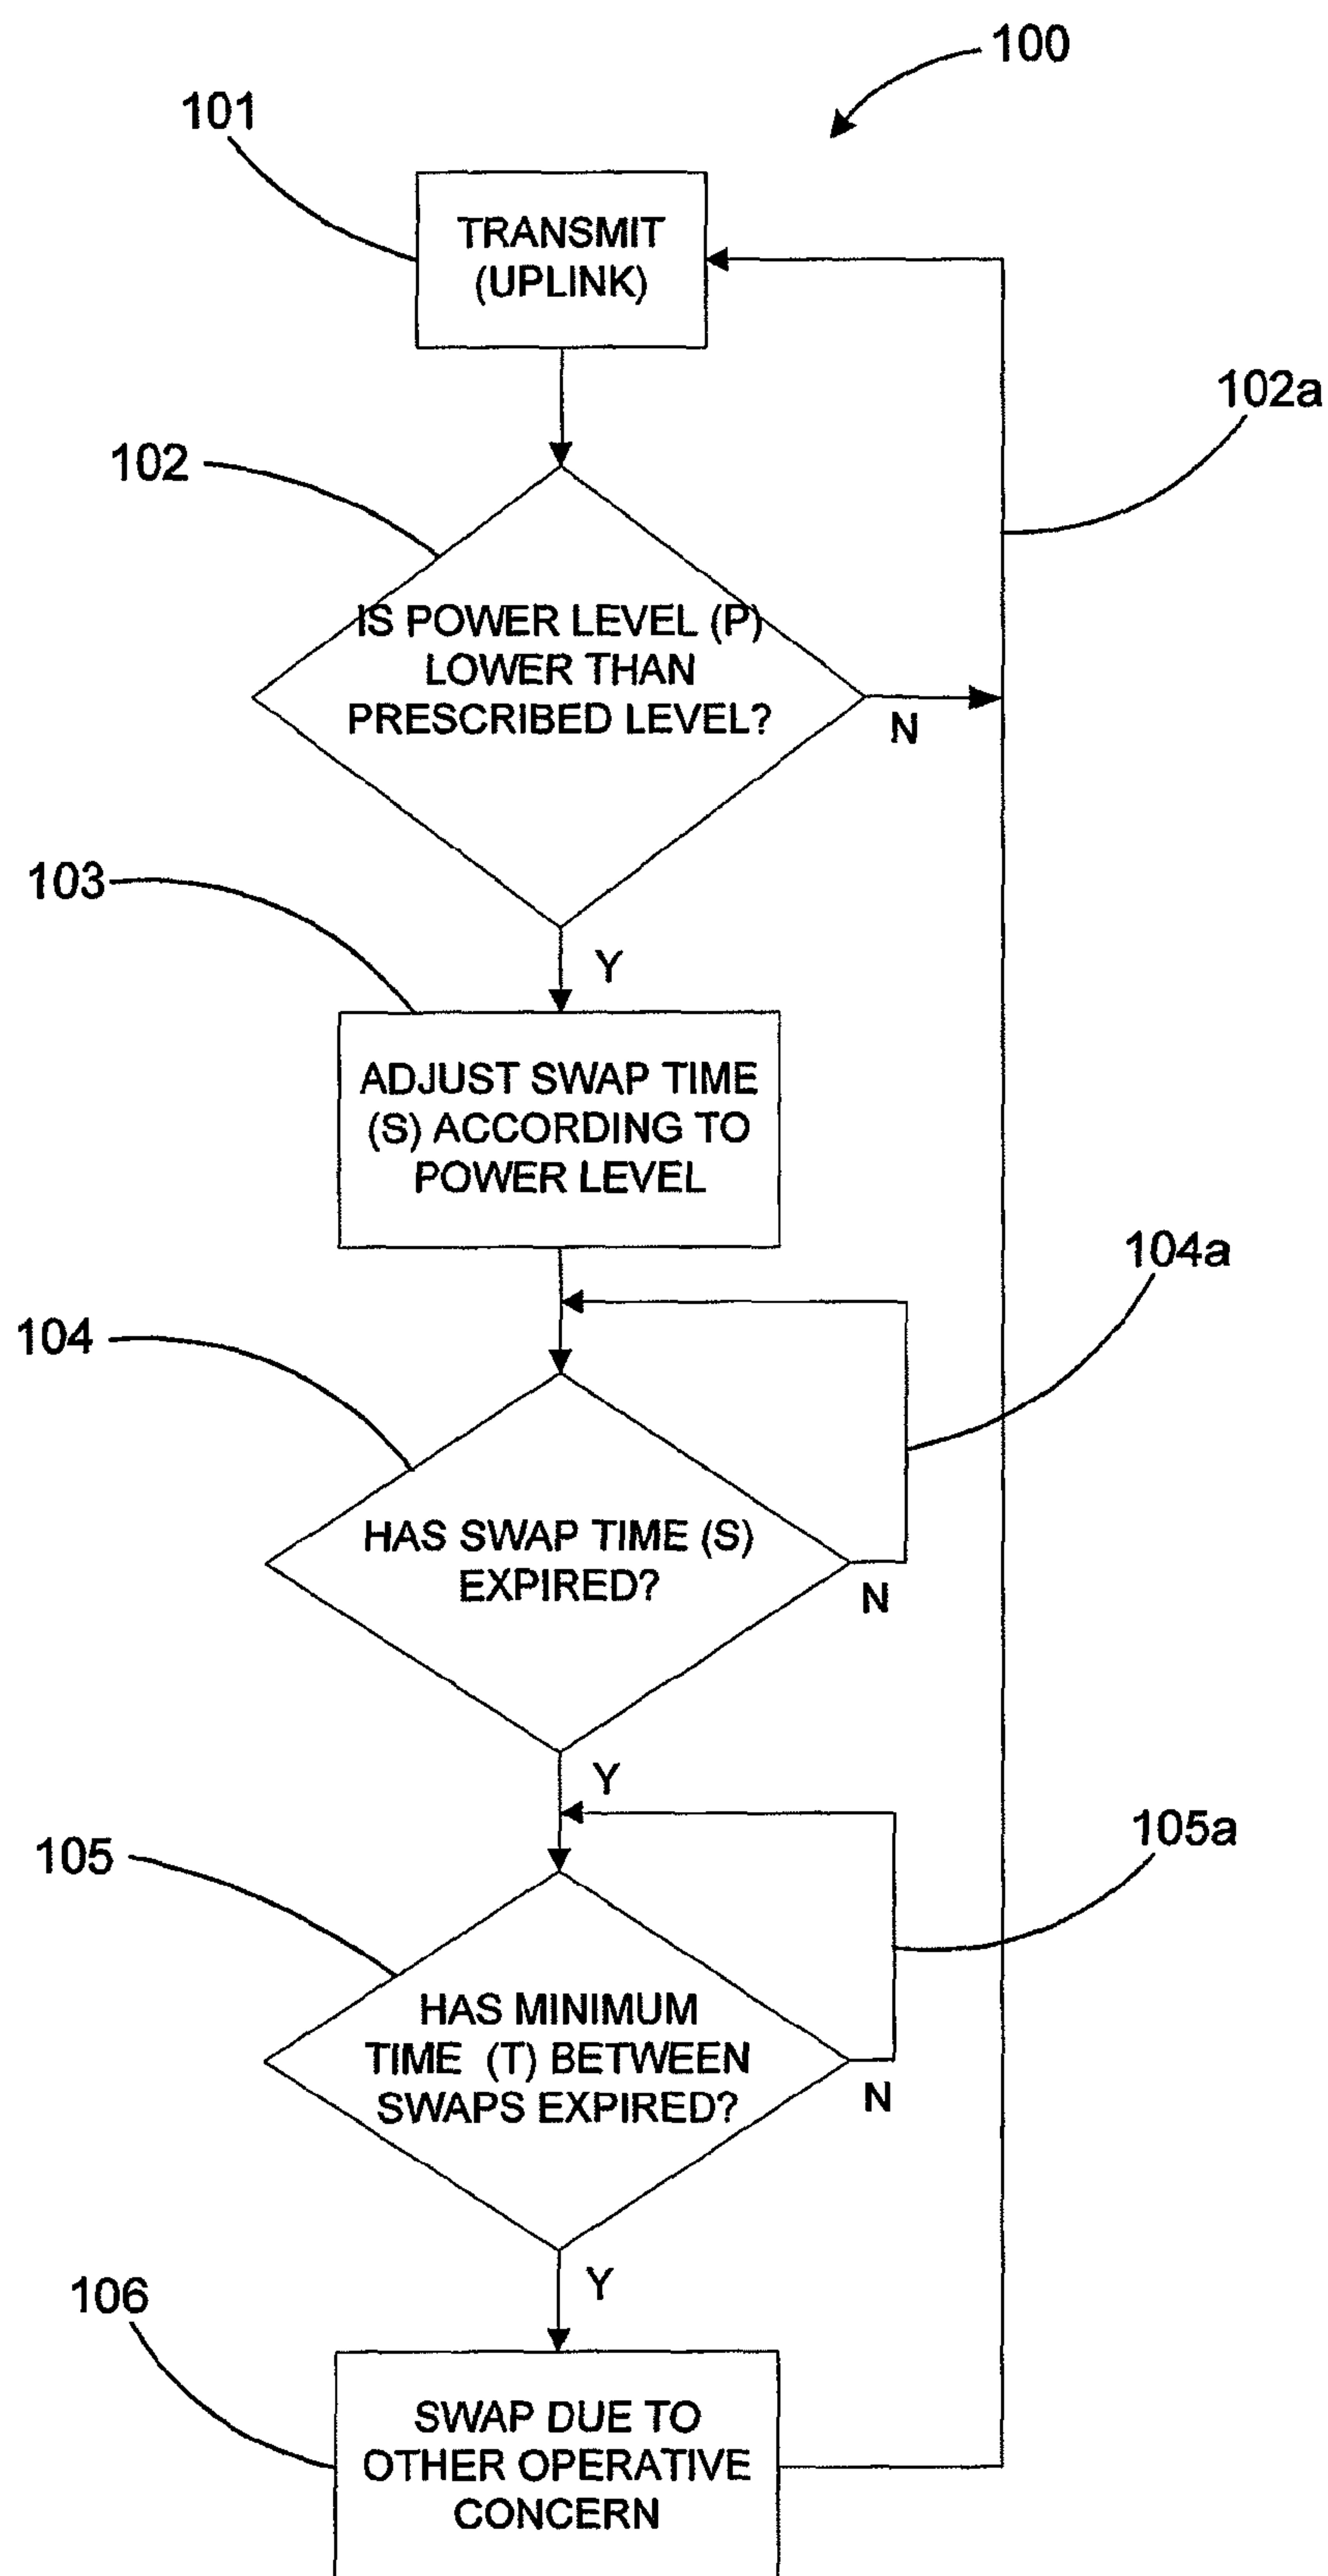 100
101
TRANSMIT
(UPLINK)
102a
102
IS POWER LEVEL (P)
LOWER THAN
PRESCRIBED LEVEL?
N
103
Y
ADJUST SWAP TIME
(S) ACCORDING TO
POWER LEVEL
104a
104
HAS SWAP TIME (S)
EXPIRED?
N
Y
105a
105
HAS MINIMUM
TIME (T) BETWEEN
SWAPS EXPIRED?
N
Y
106
SWAP DUE TO
OTHER OPERATIVE
CONCERN